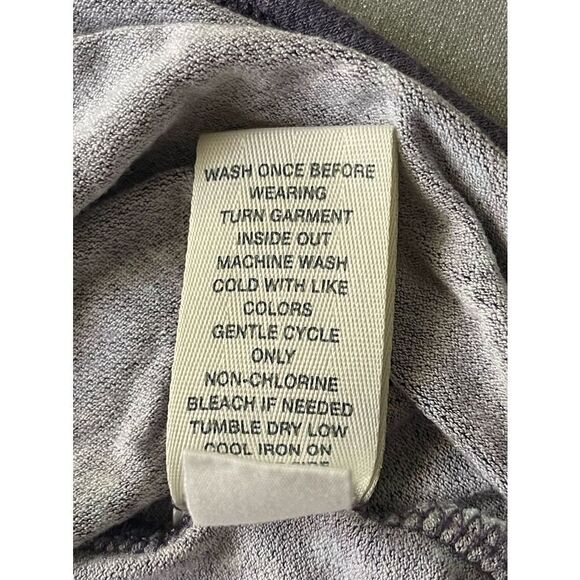 WASH ONCE BEFORE
WEARING
TURN GARMENT
INSIDE OUT
MACHINE WASH
COLD WITH LIKE
COLORS
GENTLE CYCLE
ONLY
NON-CHLORINE
BLEACH IF NEEDED
TUMBLE DRY LOW
COOL IRON ON